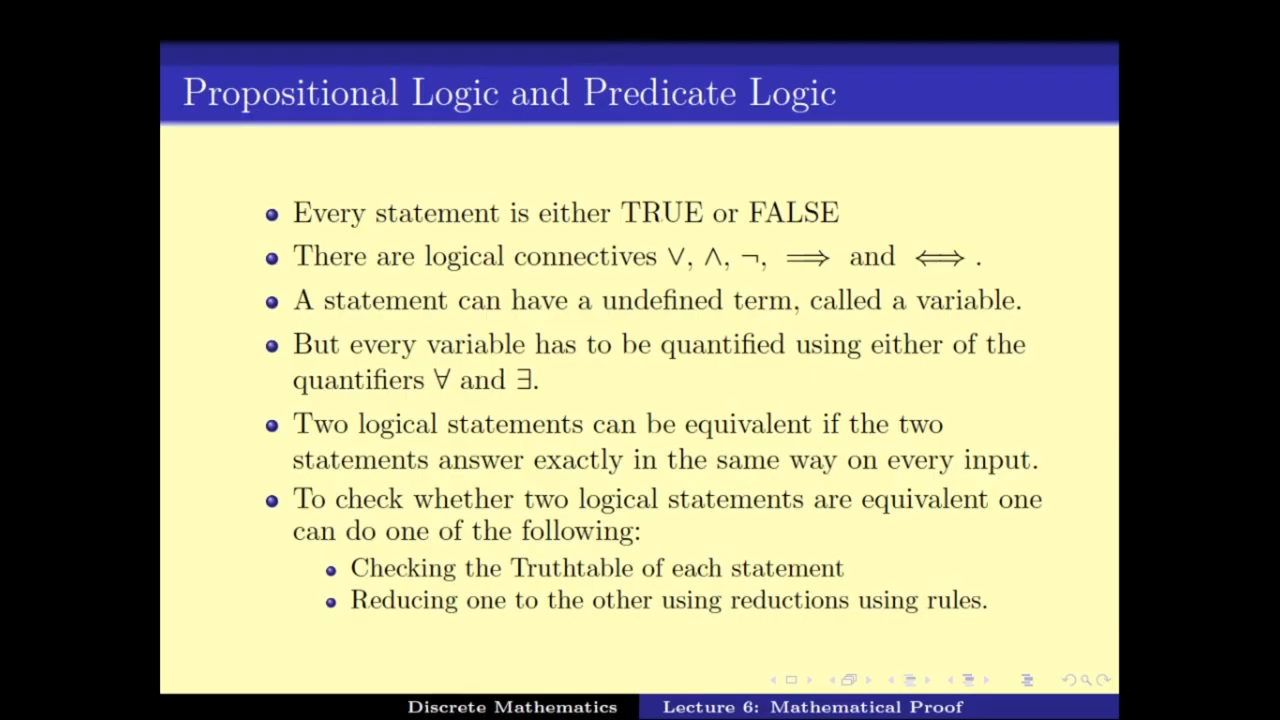 Propositional Logic and Predicate Logic
Every statement is either TRUE or FALSE
There are logical connectives ∨, ∧, ¬, ⟹ and ⟺ .
A statement can have a undefined term, called a variable.
But every variable has to be quantified using either of the
quantifiers ∀ and ∃.
Two logical statements can be equivalent if the two
statements answer exactly in the same way on every input.
To check whether two logical statements are equivalent one
can do one of the following:
Checking the Truthtable of each statement
Reducing one to the other using reductions using rules.
Discrete Mathematics
Lecture 6: Mathematical Proof